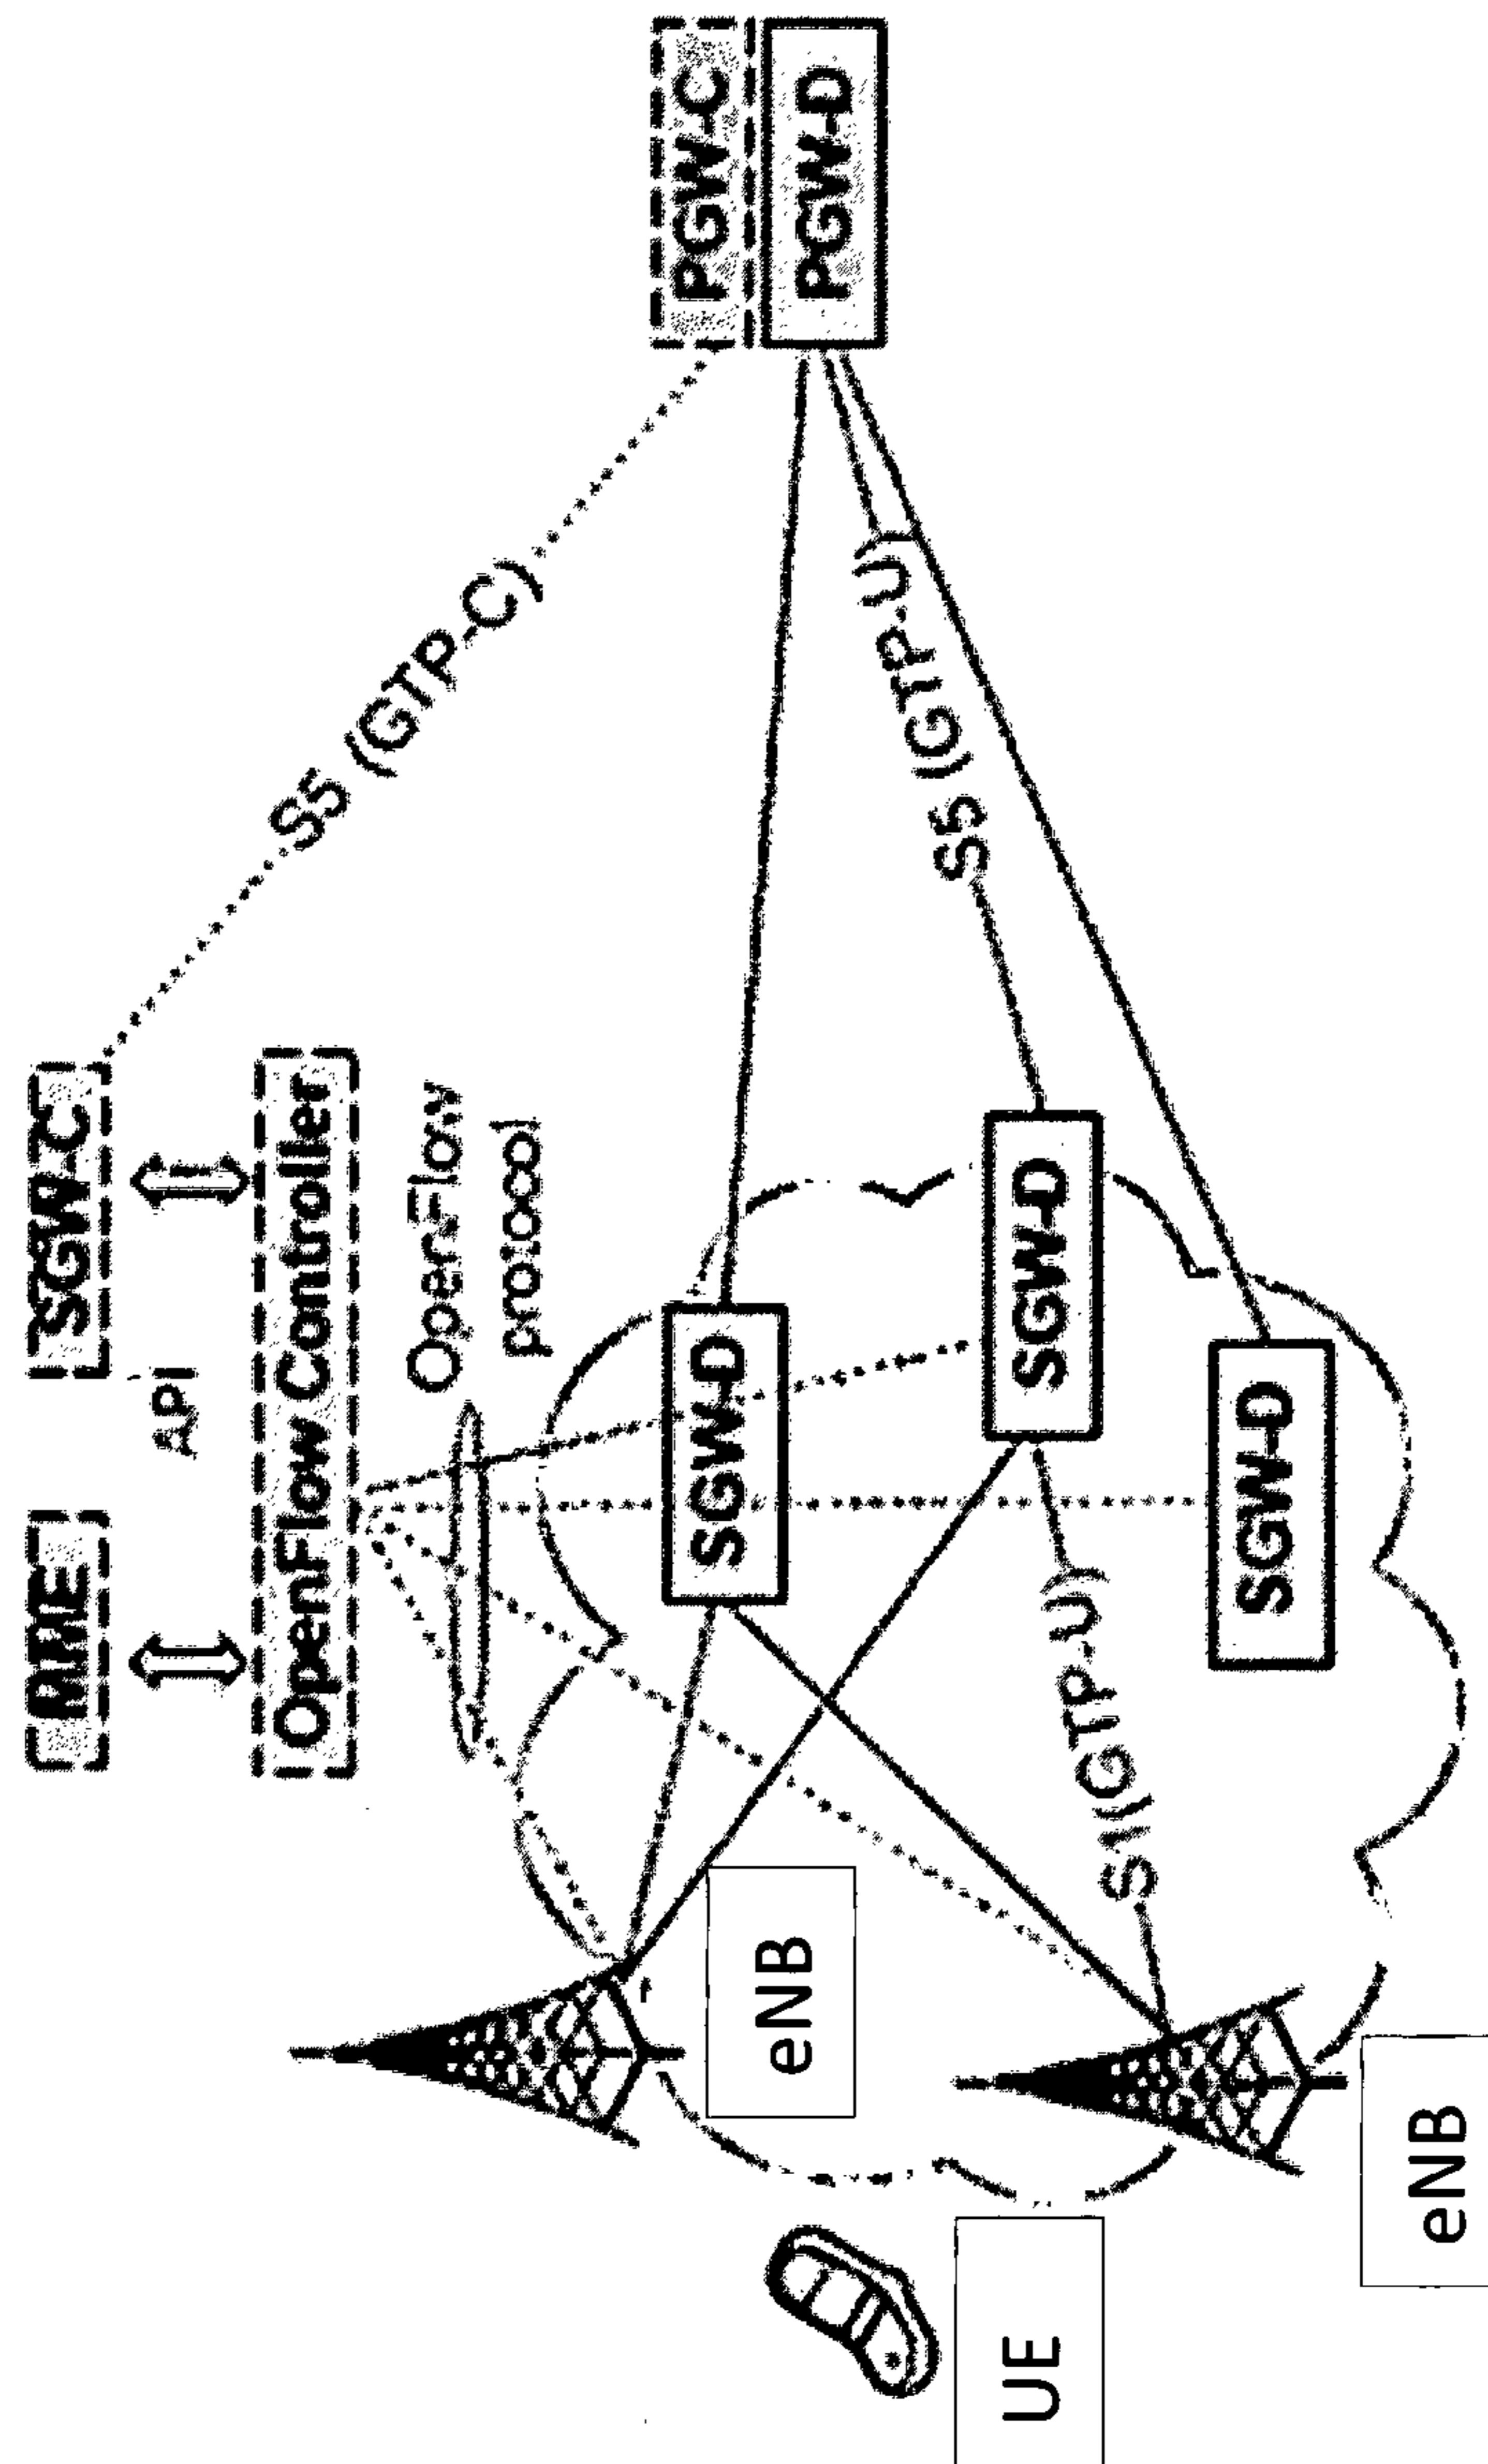 MME
SGW-C
API
OpenFlow Controller
OpenFlow
protocol
S5 (GTP-C)
PGW-C
PGW-D
SGW-D
eNB
S5 (GTP-U)
SGW-D
UE
S1(GTP-U)
SGW-D
eNB